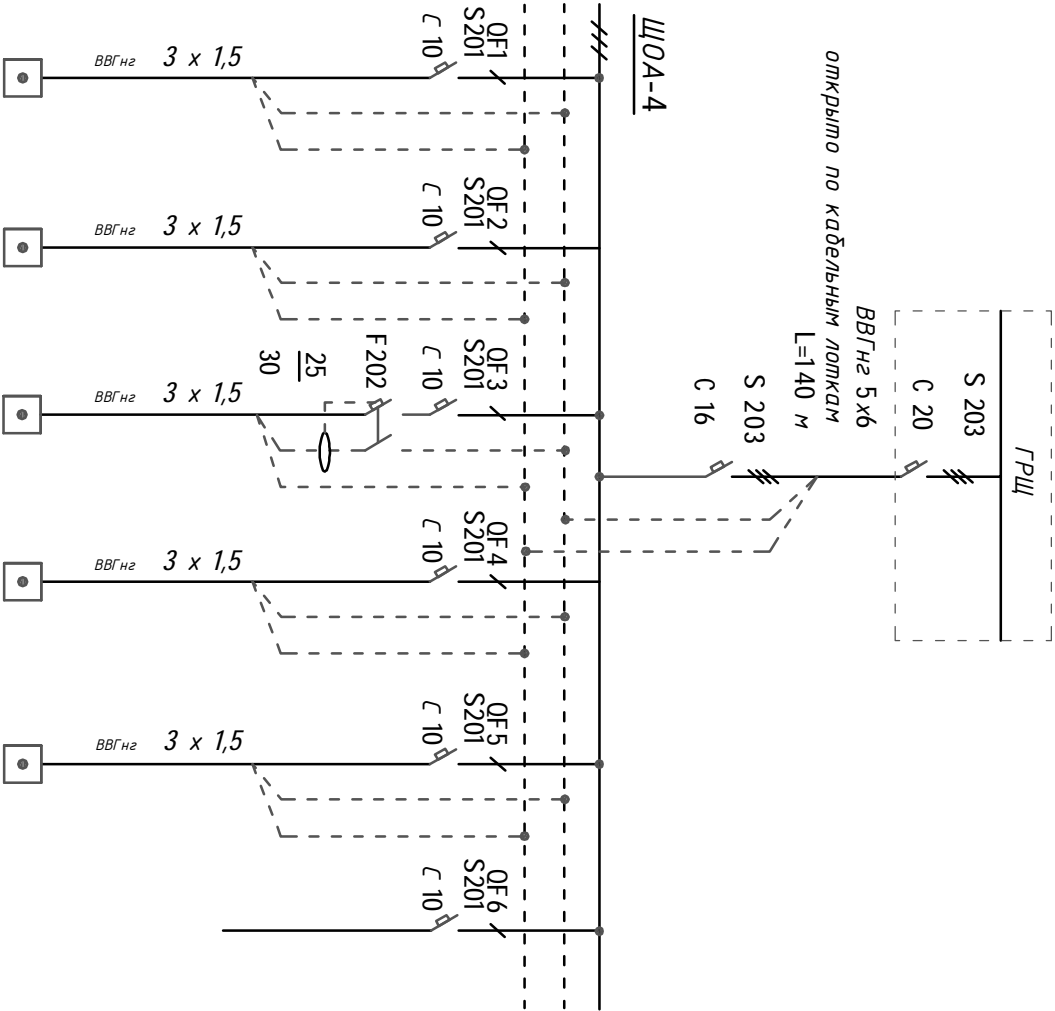 ГРЩ
S 203
C 20
ВВГнг 5x6
открыто по кабельным лоткам
L=140 м
S 203
C 16
ЩОА-4
QF1
S201
C 10
ВВГнг 3 x 1,5
QF2
S201
C 10
ВВГнг 3 x 1,5
QF3
S201
C 10
F202
25
30
ВВГнг 3 x 1,5
QF4
S201
C 10
ВВГнг 3 x 1,5
QF5
S201
C 10
ВВГнг 3 x 1,5
QF6
S201
C 10